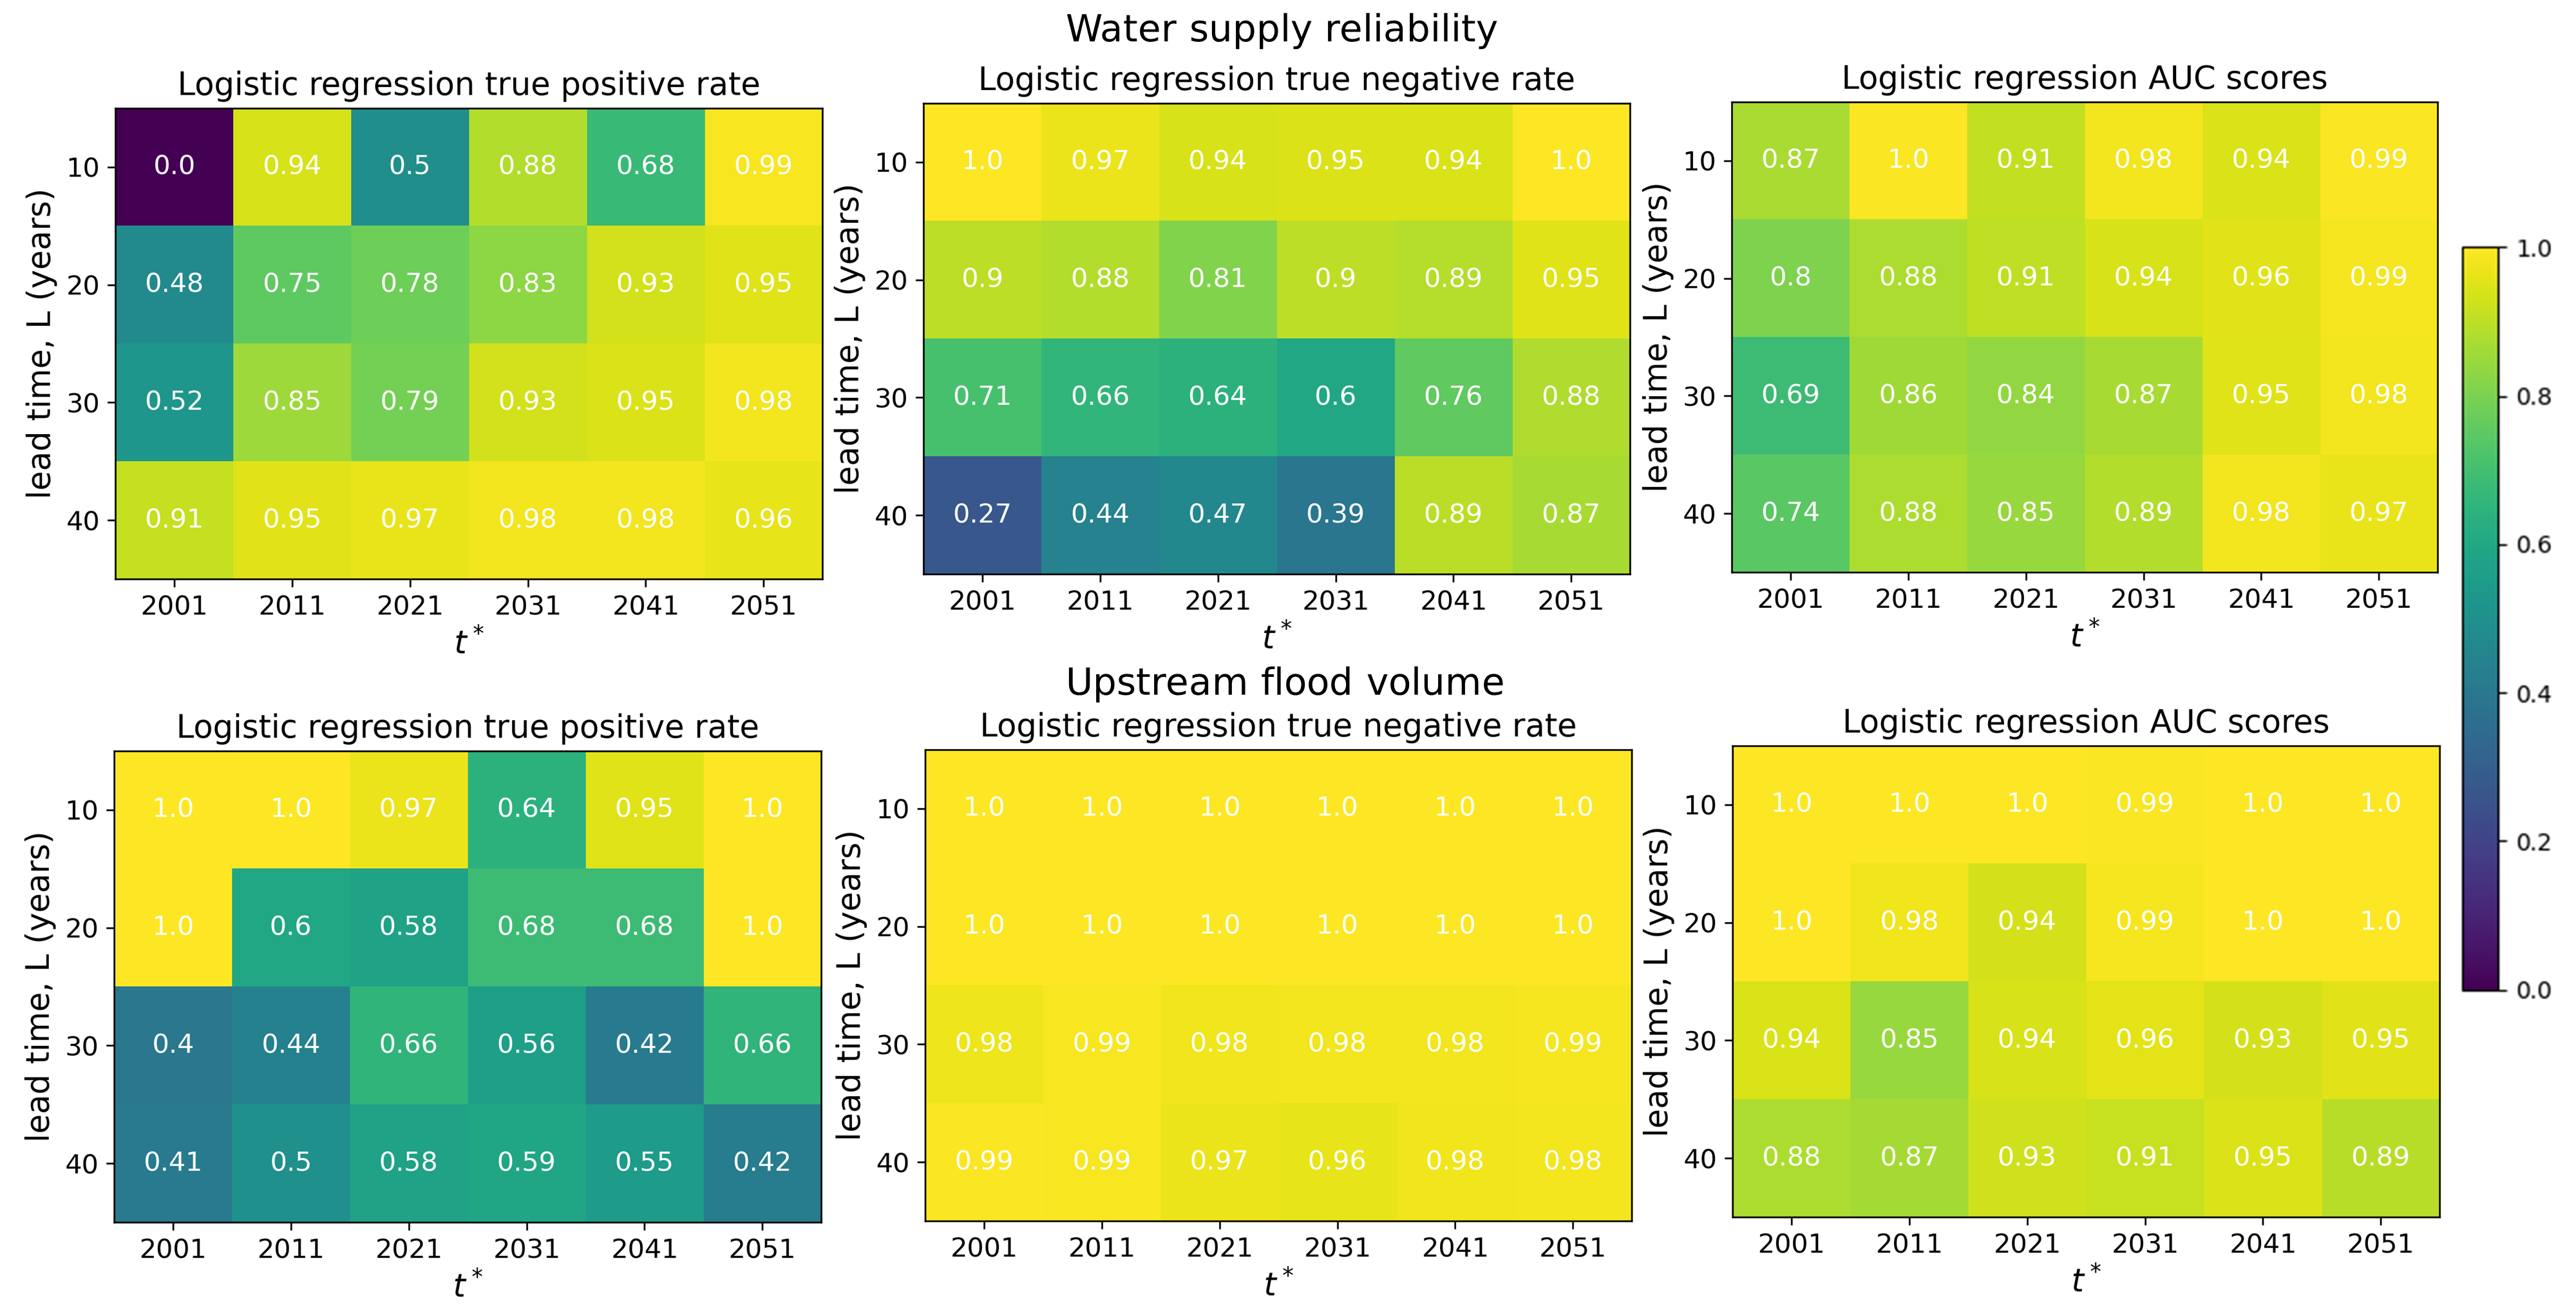 Water supply reliability
Logistic regression true positive rate
lead time, L (years)
10
20
30
40
0.0 0.94 0.5 0.88 0.68 0.99
0.48 0.75 0.78 0.83 0.93 0.95
0.52 0.85 0.79 0.93 0.95 0.98
0.91 0.95 0.97 0.98 0.98 0.96
2001 2011 2021 2031 2041 2051
t*
Logistic regression true negative rate
lead time, L (years)
10
20
30
40
1.0 0.97 0.94 0.95 0.94 1.0
0.9 0.88 0.81 0.9 0.89 0.95
0.71 0.66 0.64 0.6 0.76 0.88
0.27 0.44 0.47 0.39 0.89 0.87
2001 2011 2021 2031 2041 2051
t*
Logistic regression AUC scores
lead time, L (years)
10
20
30
40
0.87 1.0 0.91 0.98 0.94 0.99
0.8 0.88 0.91 0.94 0.96 0.99
0.69 0.86 0.84 0.87 0.95 0.98
0.74 0.88 0.85 0.89 0.98 0.97
2001 2011 2021 2031 2041 2051
t*
Upstream flood volume
Logistic regression true positive rate
lead time, L (years)
10
20
30
40
1.0 1.0 0.97 0.64 0.95 1.0
1.0 0.6 0.58 0.68 0.68 1.0
0.4 0.44 0.66 0.56 0.42 0.66
0.41 0.5 0.58 0.59 0.55 0.42
2001 2011 2021 2031 2041 2051
t*
Logistic regression true negative rate
lead time, L (years)
10
20
30
40
1.0 1.0 1.0 1.0 1.0 1.0
1.0 1.0 1.0 1.0 1.0 1.0
0.98 0.99 0.98 0.98 0.98 0.99
0.99 0.99 0.97 0.96 0.98 0.98
2001 2011 2021 2031 2041 2051
t*
Logistic regression AUC scores
lead time, L (years)
10
20
30
40
1.0 1.0 1.0 0.99 1.0 1.0
1.0 0.98 0.94 0.99 1.0 1.0
0.94 0.85 0.94 0.96 0.93 0.95
0.88 0.87 0.93 0.91 0.95 0.89
2001 2011 2021 2031 2041 2051
t*
1.0
0.8
0.6
0.4
0.2
0.0